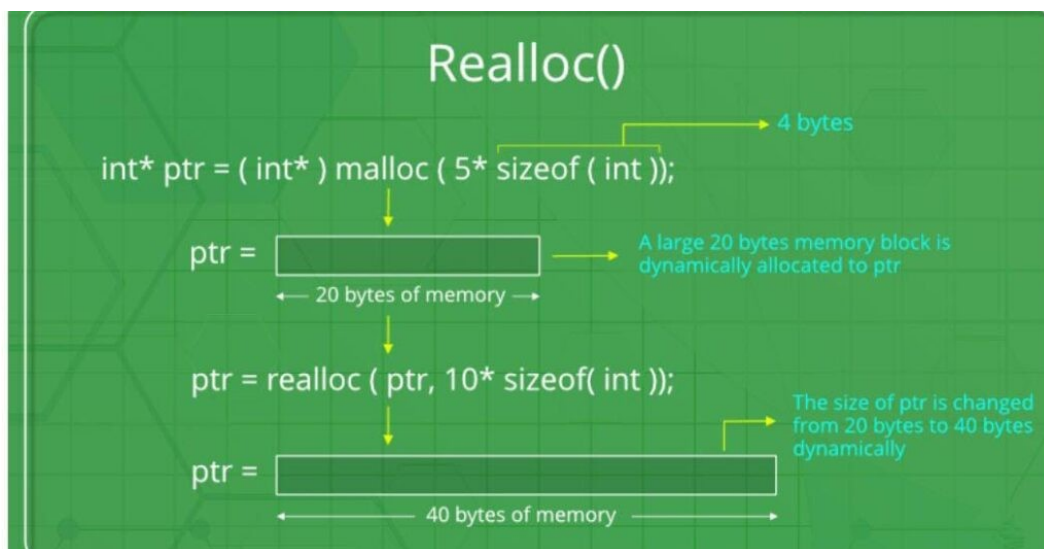 Realloc()
4 bytes
int* ptr = ( int* ) malloc ( 5* sizeof ( int ));
ptr =
A large 20 bytes memory block is
dynamically allocated to ptr
20 bytes of memory
ptr = realloc ( ptr, 10* sizeof( int ));
The size of ptr is changed
from 20 bytes to 40 bytes
dynamically
ptr =
40 bytes of memory